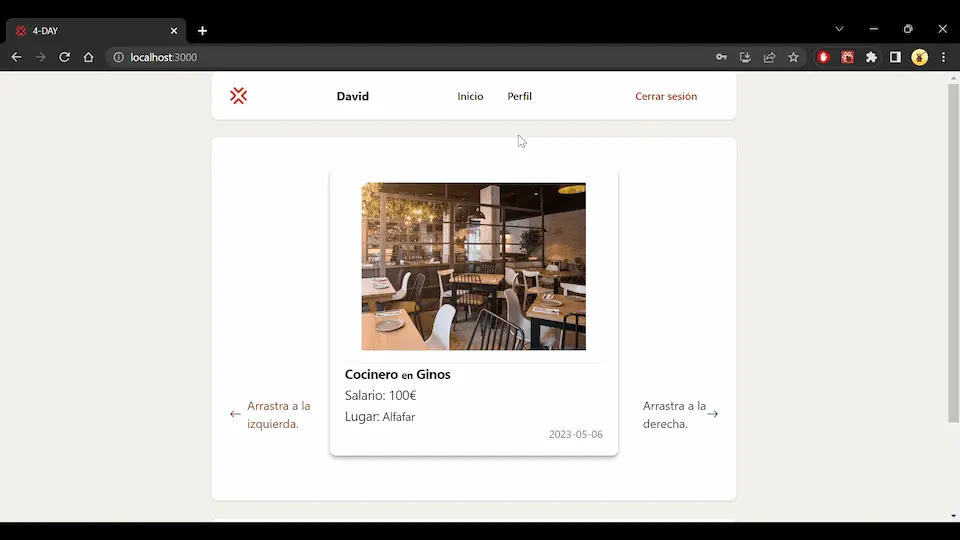 4-DAY
localhost:3000
David
Inicio
Perfil
Cerrar sesión
Cocinero en Ginos
Salario: 100€
Lugar: Alfafar
2023-05-06
Arrastra a la
izquierda.
Arrastra a la
derecha.